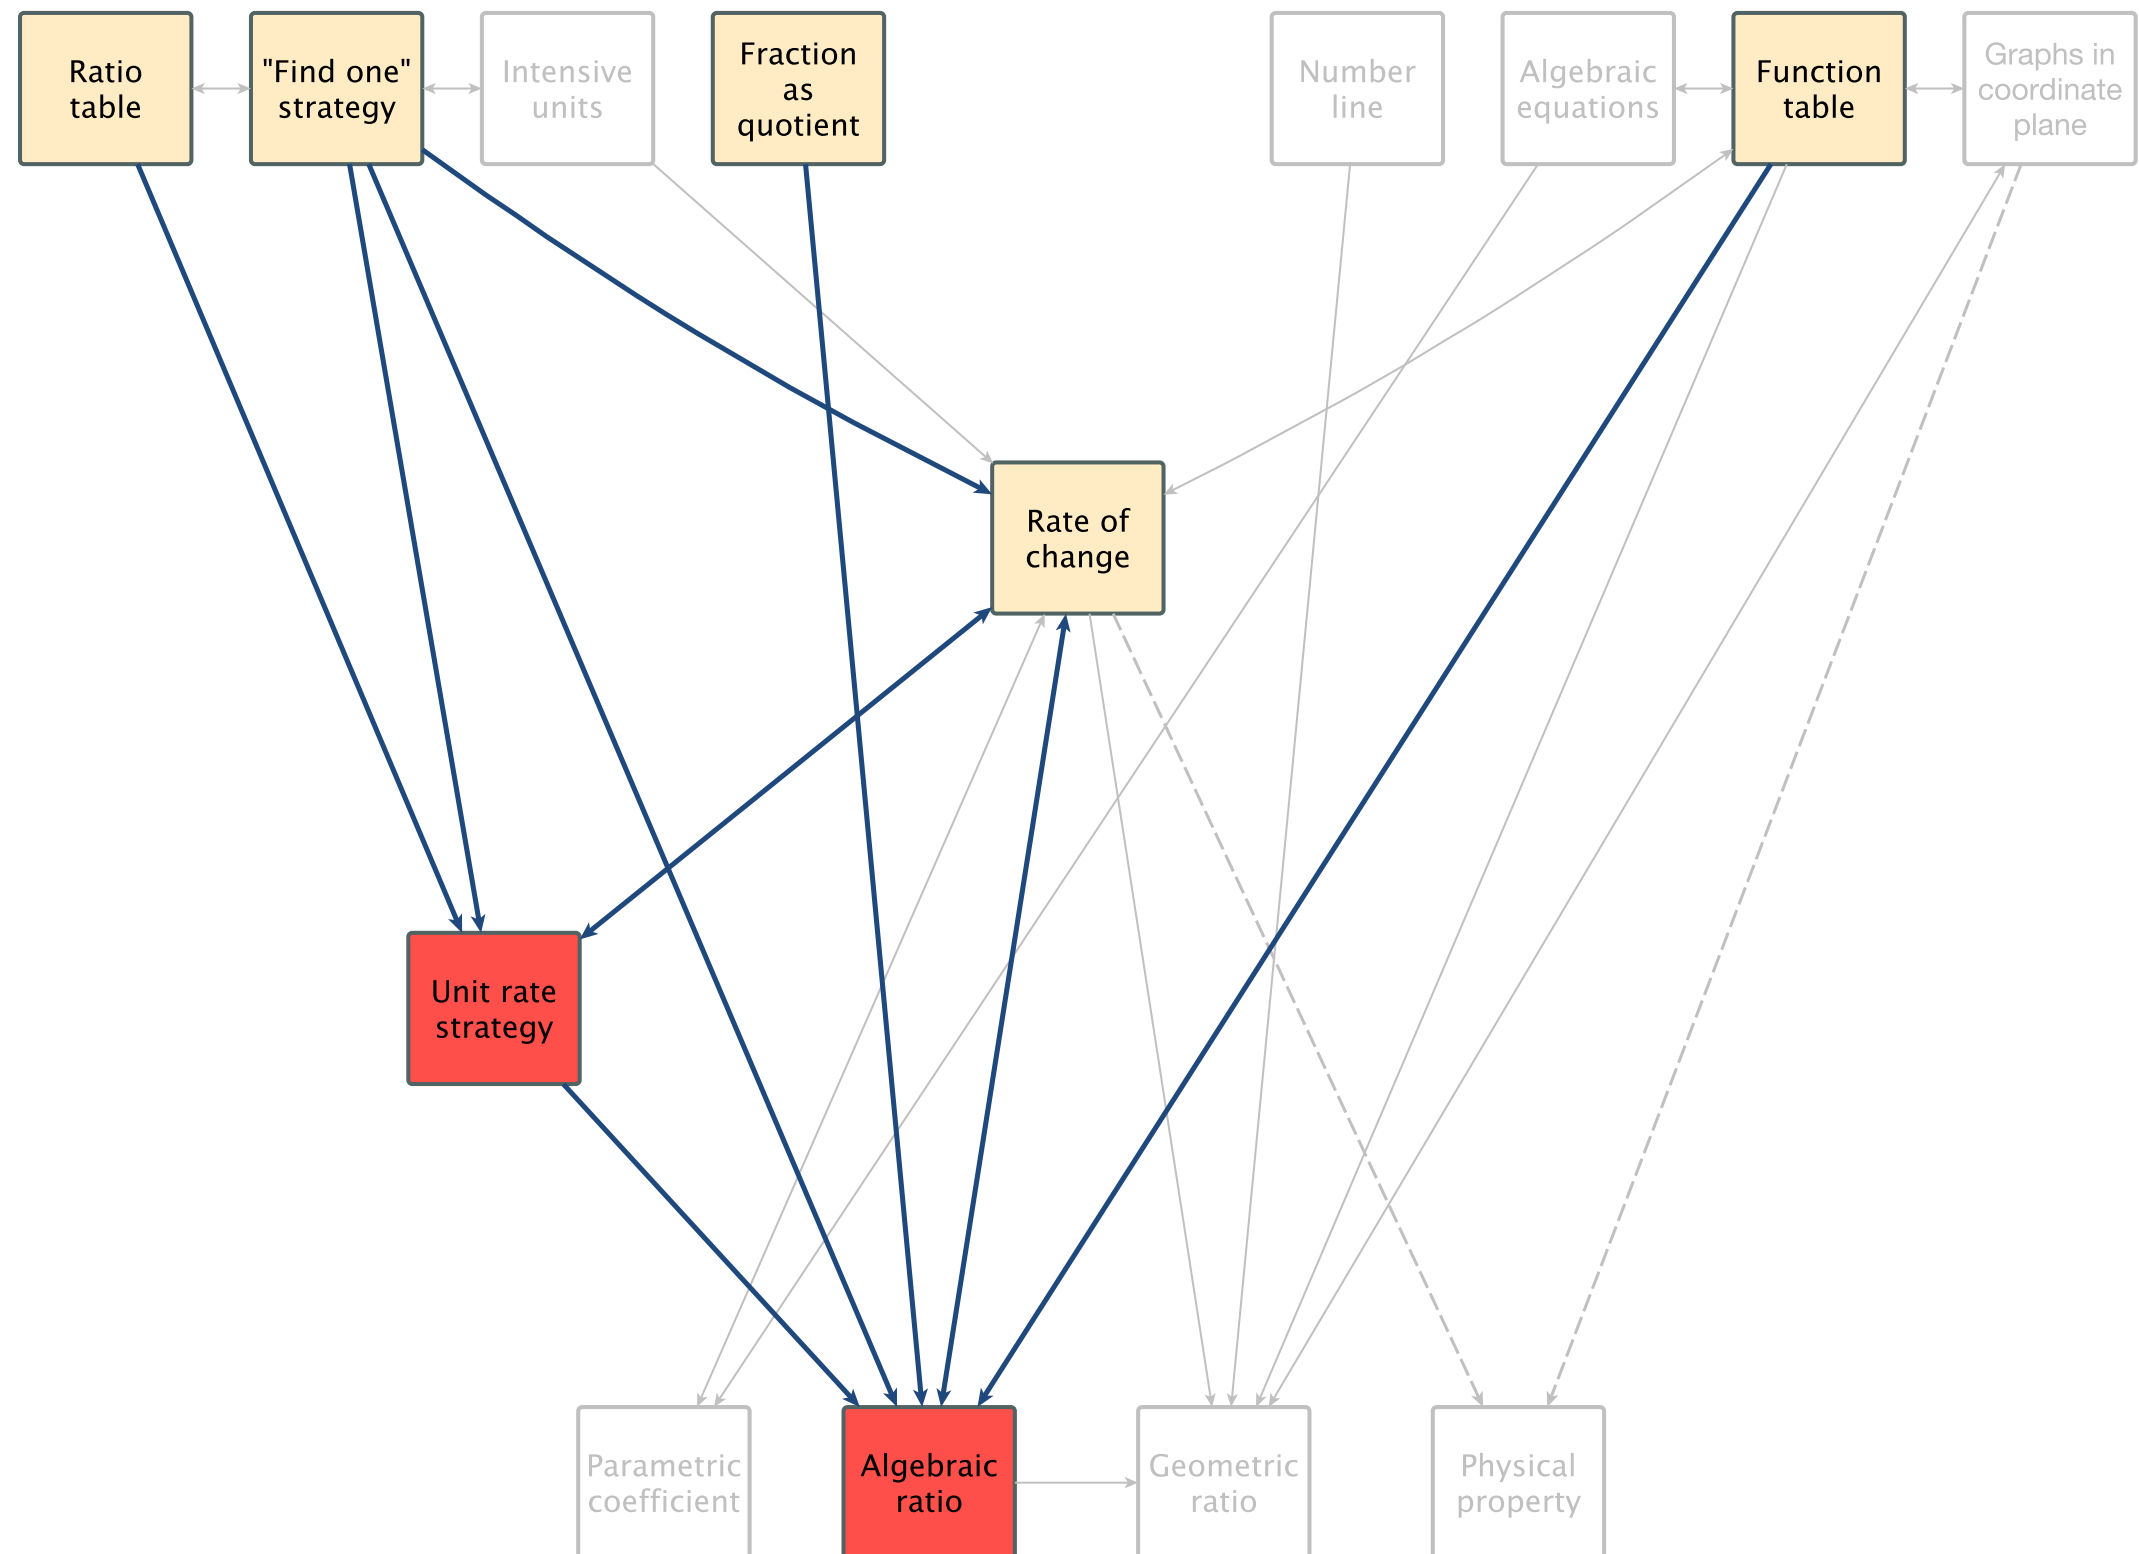 Ratio
table
"Find one"
strategy
Intensive
units
Fraction
as
quotient
Number
line
Algebraic
equations
Function
table
Graphs in
coordinate
plane
Rate of
change
Unit rate
strategy
Parametric
coefficient
Algebraic
ratio
Geometric
ratio
Physical
property